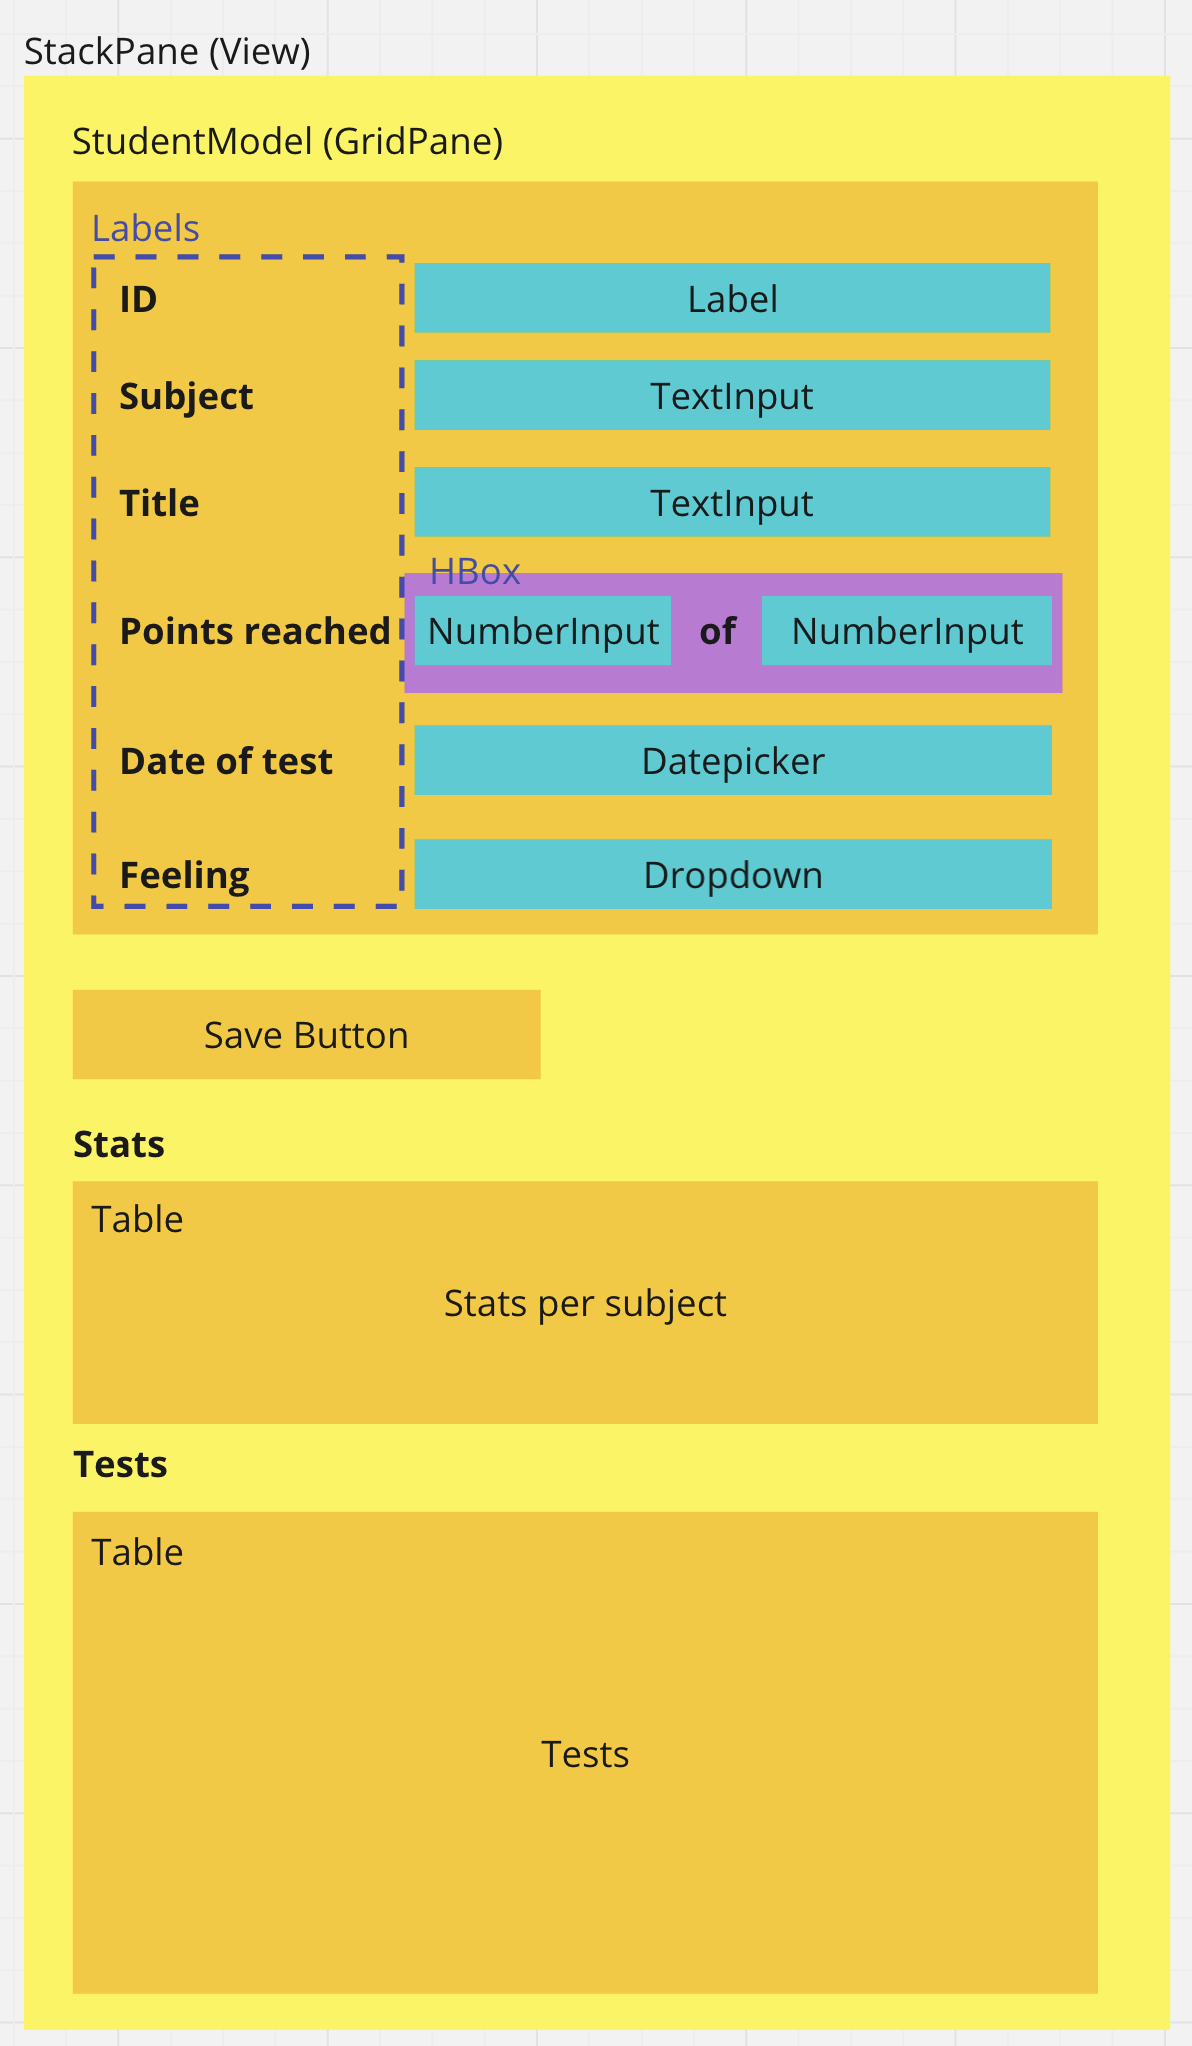 StackPane (View)
StudentModel (GridPane)
Labels
ID
Label
Subject
TextInput
Title
TextInput
HBox
Points reached
NumberInput
of
NumberInput
Date of test
Datepicker
Feeling
Dropdown
Save Button
Stats
Table
Stats per subject
Tests
Table
Tests